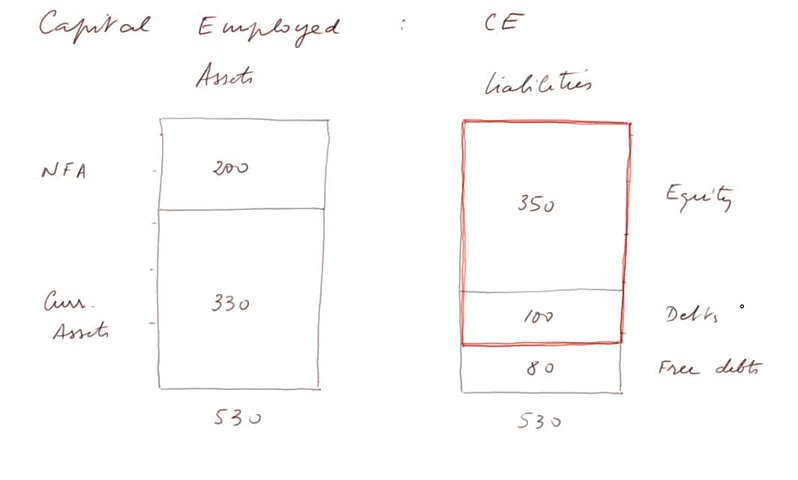 Capital Employed : CE
Assets Liabilities
NFA 200
350 Equity
Curr. 330
Assets
100 Debts
80 Free debts
530 530